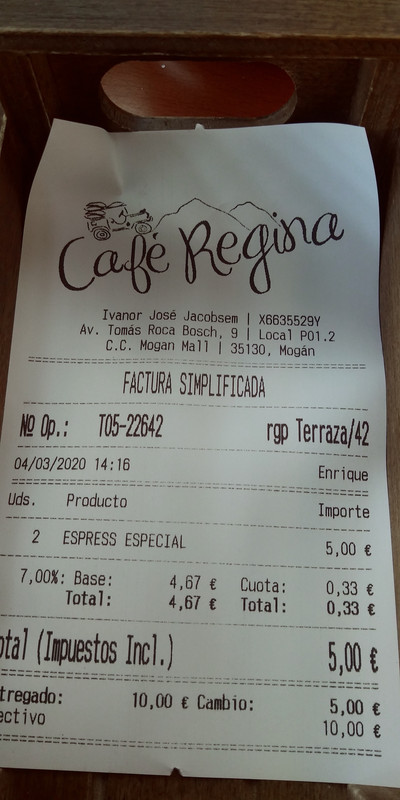 Café Regina
Ivanor José Jacobsem | X6635529Y
Av. Tomás Roca Bosch, 9 | Local P01.2
C.C. Mogan Mall | 35130, Mogán
FACTURA SIMPLIFICADA
Nº Op.: T05-22642 rgp Terraza/42
04/03/2020 14:16 Enrique
Uds. Producto Importe
2 ESPRESS ESPECIAL 5,00 €
7,00%: Base: 4,67 € Cuota: 0,33 €
Total: 4,67 € Total: 0,33 €
otal (Impuestos Incl.) 5,00 €
tregado: 10,00 € Cambio: 5,00 €
ectivo 10,00 €